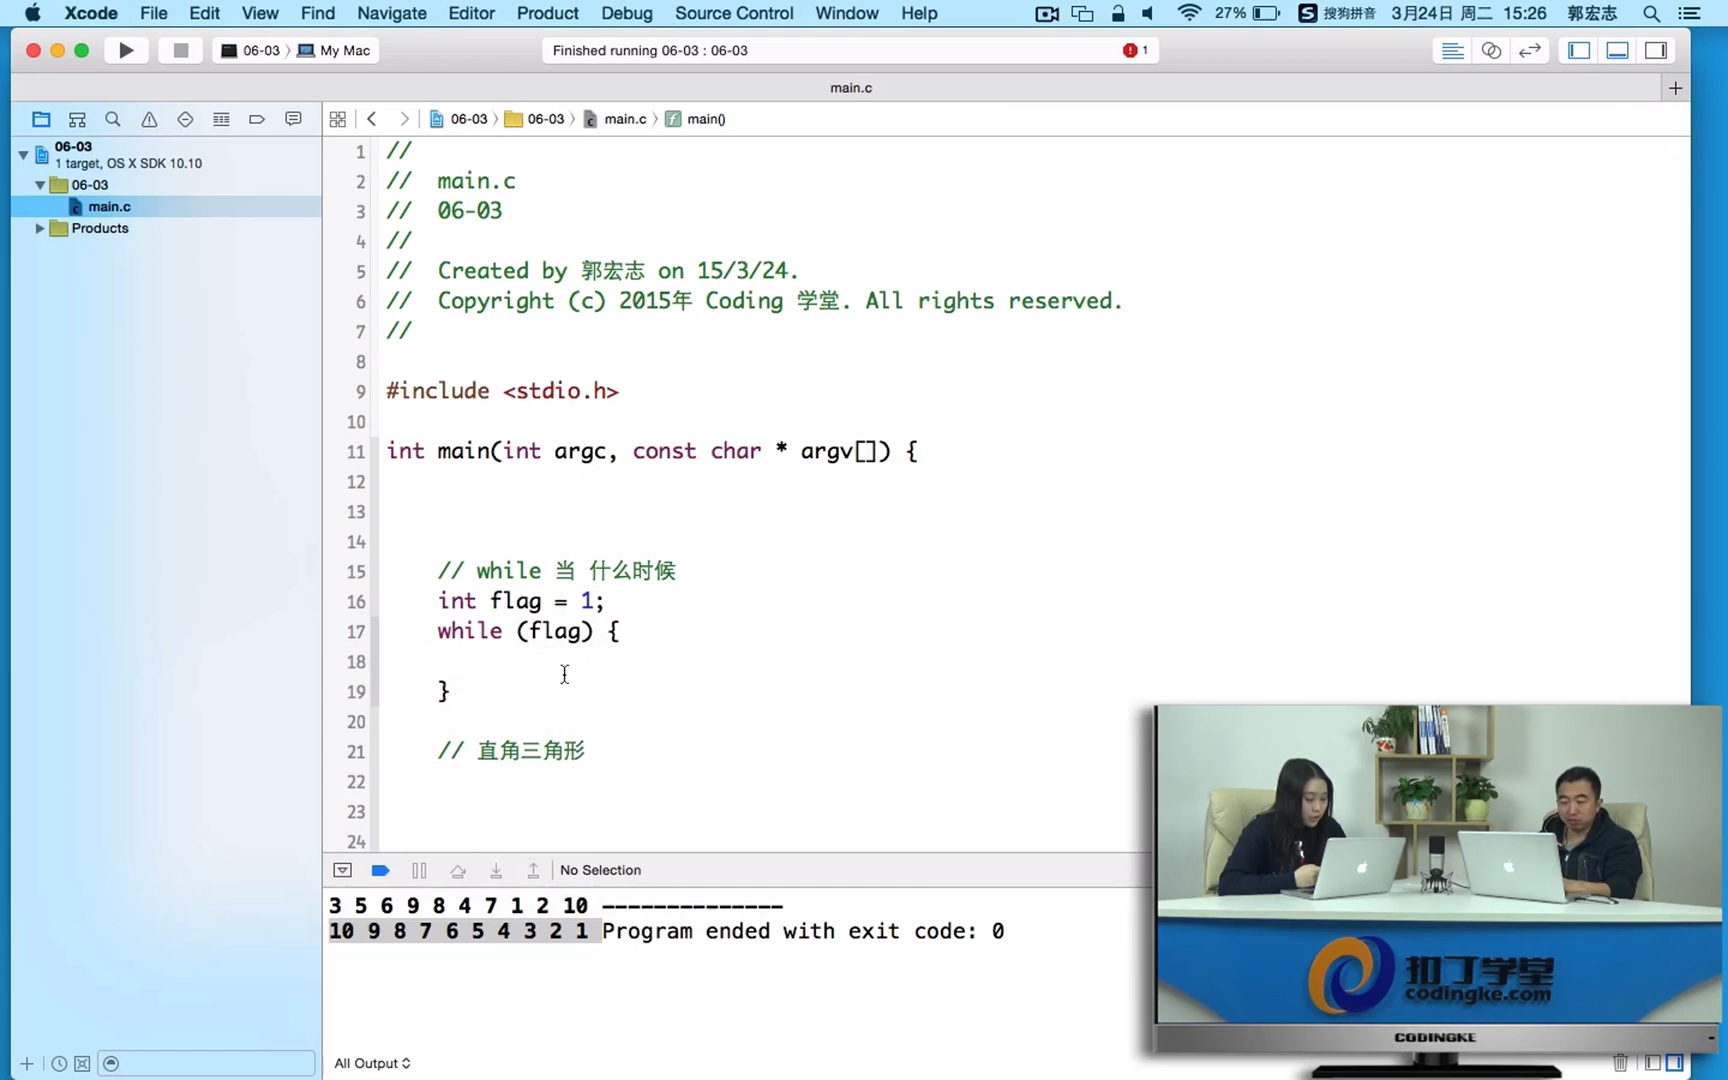 Xcode File Edit View Find Navigate Editor Product Debug Source Control Window Help 27% S 搜狗拼音 3月24日 周二 15:26 郭宏志
06-03 My Mac Finished running 06-03 : 06-03 1
main.c
06-03 06-03 main.c main()
06-03
1 target, OS X SDK 10.10
06-03
main.c
Products
1 //
2 // main.c
3 // 06-03
4 //
5 // Created by 郭宏志 on 15/3/24.
6 // Copyright (c) 2015年 Coding 学堂. All rights reserved.
7 //
8
9 #include <stdio.h>
10
11 int main(int argc, const char * argv[]) {
12
13
14
15 // while 当 什么时候
16 int flag = 1;
17 while (flag) {
18
19 }
20
21 // 直角三角形
22
23
24
No Selection
3 5 6 9 8 4 7 1 2 10 --------------
10 9 8 7 6 5 4 3 2 1 Program ended with exit code: 0
All Output
扣丁学堂
codingke.com
CODINGKE